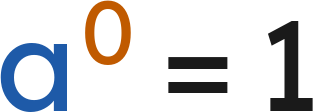 a⁰ = 1